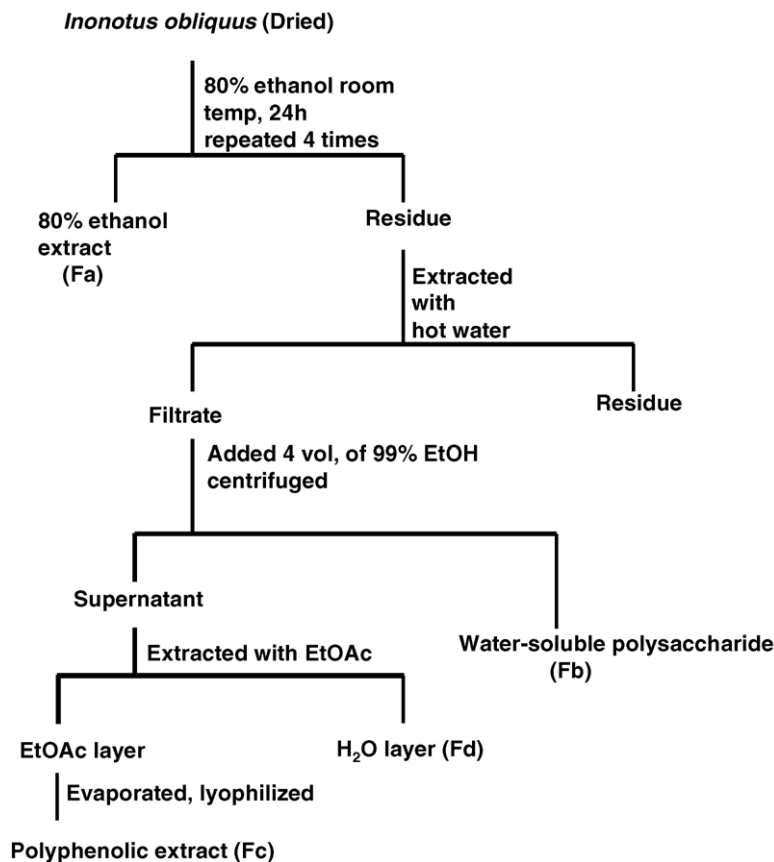 Inonotus obliquus (Dried)
80% ethanol room
temp, 24h
repeated 4 times
80% ethanol
extract
(Fa)
Residue
Extracted
with
hot water
Filtrate
Residue
Added 4 vol, of 99% EtOH
centrifuged
Supernatant
Water-soluble polysaccharide
(Fb)
Extracted with EtOAc
EtOAc layer
H₂O layer (Fd)
Evaporated, lyophilized
Polyphenolic extract (Fc)